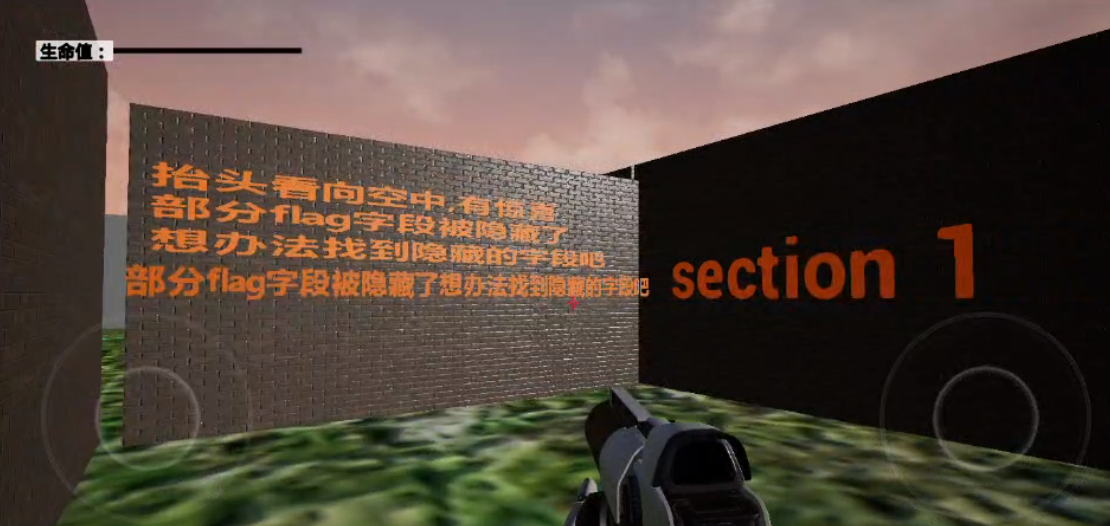 生命值：
抬头看向空中,有惊喜
部分flag字段被隐藏了
想办法找到隐藏的字段吧
部分flag字段被隐藏了想办法找到隐藏的字段吧
section 1